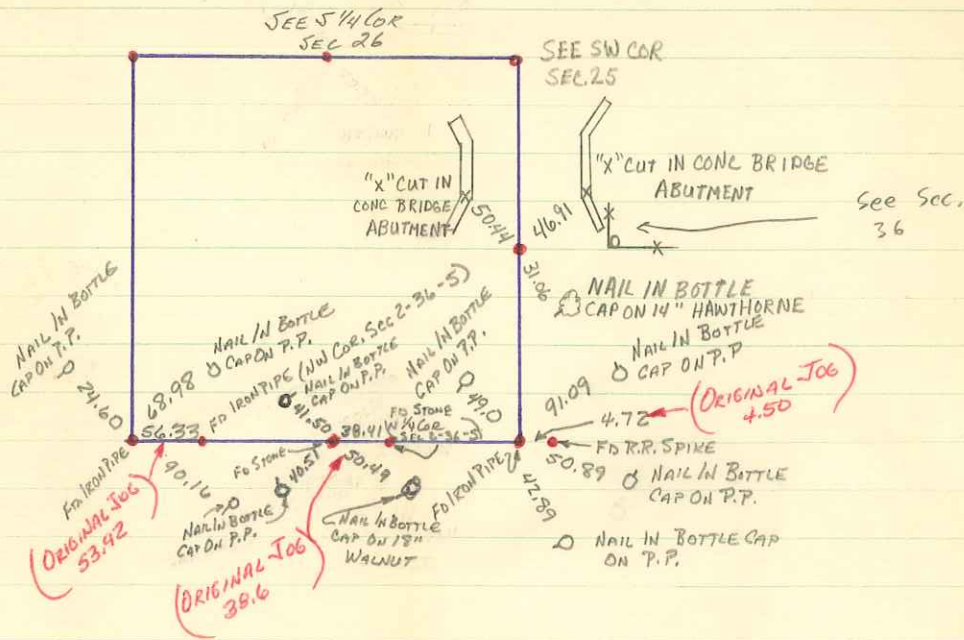 SEE S 1/4 COR
SEC 26
SEE SW COR
SEC. 25
"X" CUT IN
CONC BRIDGE
ABUTMENT
50.44
46.91
"X" CUT IN CONC BRIDGE
ABUTMENT
See Sec.
36
31.06
NAIL IN BOTTLE
CAP ON 14" HAWTHORNE
NAIL IN BOTTLE
CAP ON P.P.
24.60
68.98
NAIL IN BOTTLE
CAP ON P.P.
FD IRON PIPE (NW COR, SEC 2-36-5)
NAIL IN BOTTLE
CAP ON P.P.
41.50
NAIL IN BOTTLE
CAP ON P.P.
49.0
NAIL IN BOTTLE
CAP ON P.P
91.09
4.72
(ORIGINAL JOG
4.50)
56.33
38.41
FD STONE
W 1/4 COR
SEC 2-36-5)
FD R.R. SPIKE
50.89
NAIL IN BOTTLE
CAP ON P.P.
FD IRON PIPE
90.16
FD STONE
40.51
50.49
FD IRON PIPE
42.89
NAIL IN BOTTLE
CAP ON P.P.
NAIL IN BOTTLE
CAP ON 18"
WALNUT
NAIL IN BOTTLE CAP
ON P.P.
(ORIGINAL JOG
53.42
(ORIGINAL JOG
38.6